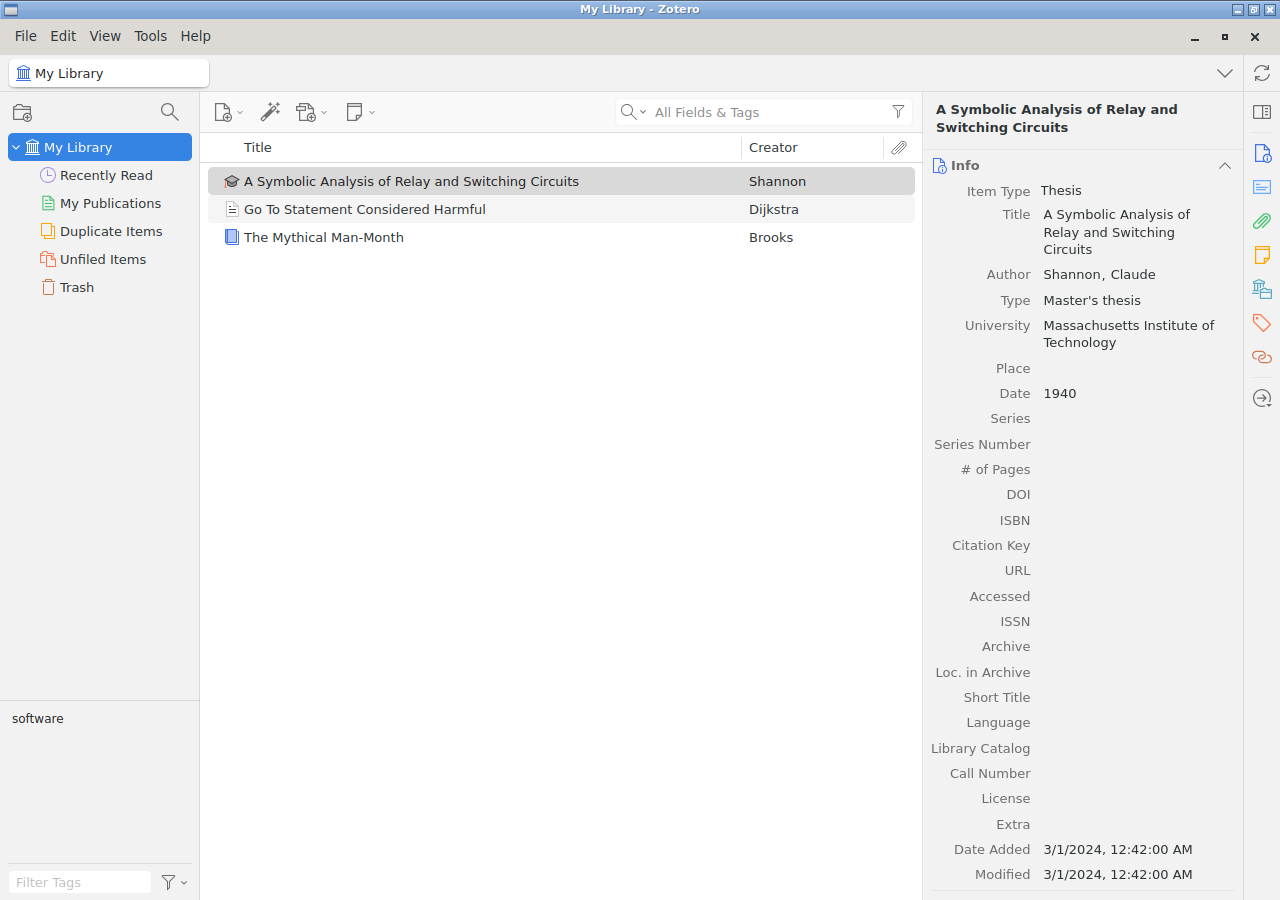 My Library - Zotero
File Edit View Tools Help
My Library
All Fields & Tags
My Library
Recently Read
My Publications
Duplicate Items
Unfiled Items
Trash
software
Filter Tags
Title Creator
A Symbolic Analysis of Relay and Switching Circuits Shannon
Go To Statement Considered Harmful Dijkstra
The Mythical Man-Month Brooks
A Symbolic Analysis of Relay and
Switching Circuits
Info
Item Type Thesis
Title A Symbolic Analysis of
Relay and Switching
Circuits
Author Shannon, Claude
Type Master's thesis
University Massachusetts Institute of
Technology
Place
Date 1940
Series
Series Number
# of Pages
DOI
ISBN
Citation Key
URL
Accessed
ISSN
Archive
Loc. in Archive
Short Title
Language
Library Catalog
Call Number
License
Extra
Date Added 3/1/2024, 12:42:00 AM
Modified 3/1/2024, 12:42:00 AM